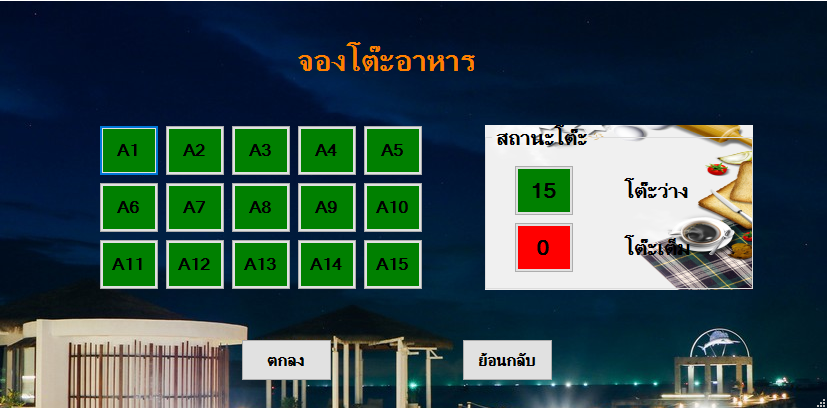 จองโต๊ะอาหาร
A1 A2 A3 A4 A5
A6 A7 A8 A9 A10
A11 A12 A13 A14 A15
สถานะโต๊ะ
15 โต๊ะว่าง
0 โต๊ะเต็ม
ตกลง
ย้อนกลับ